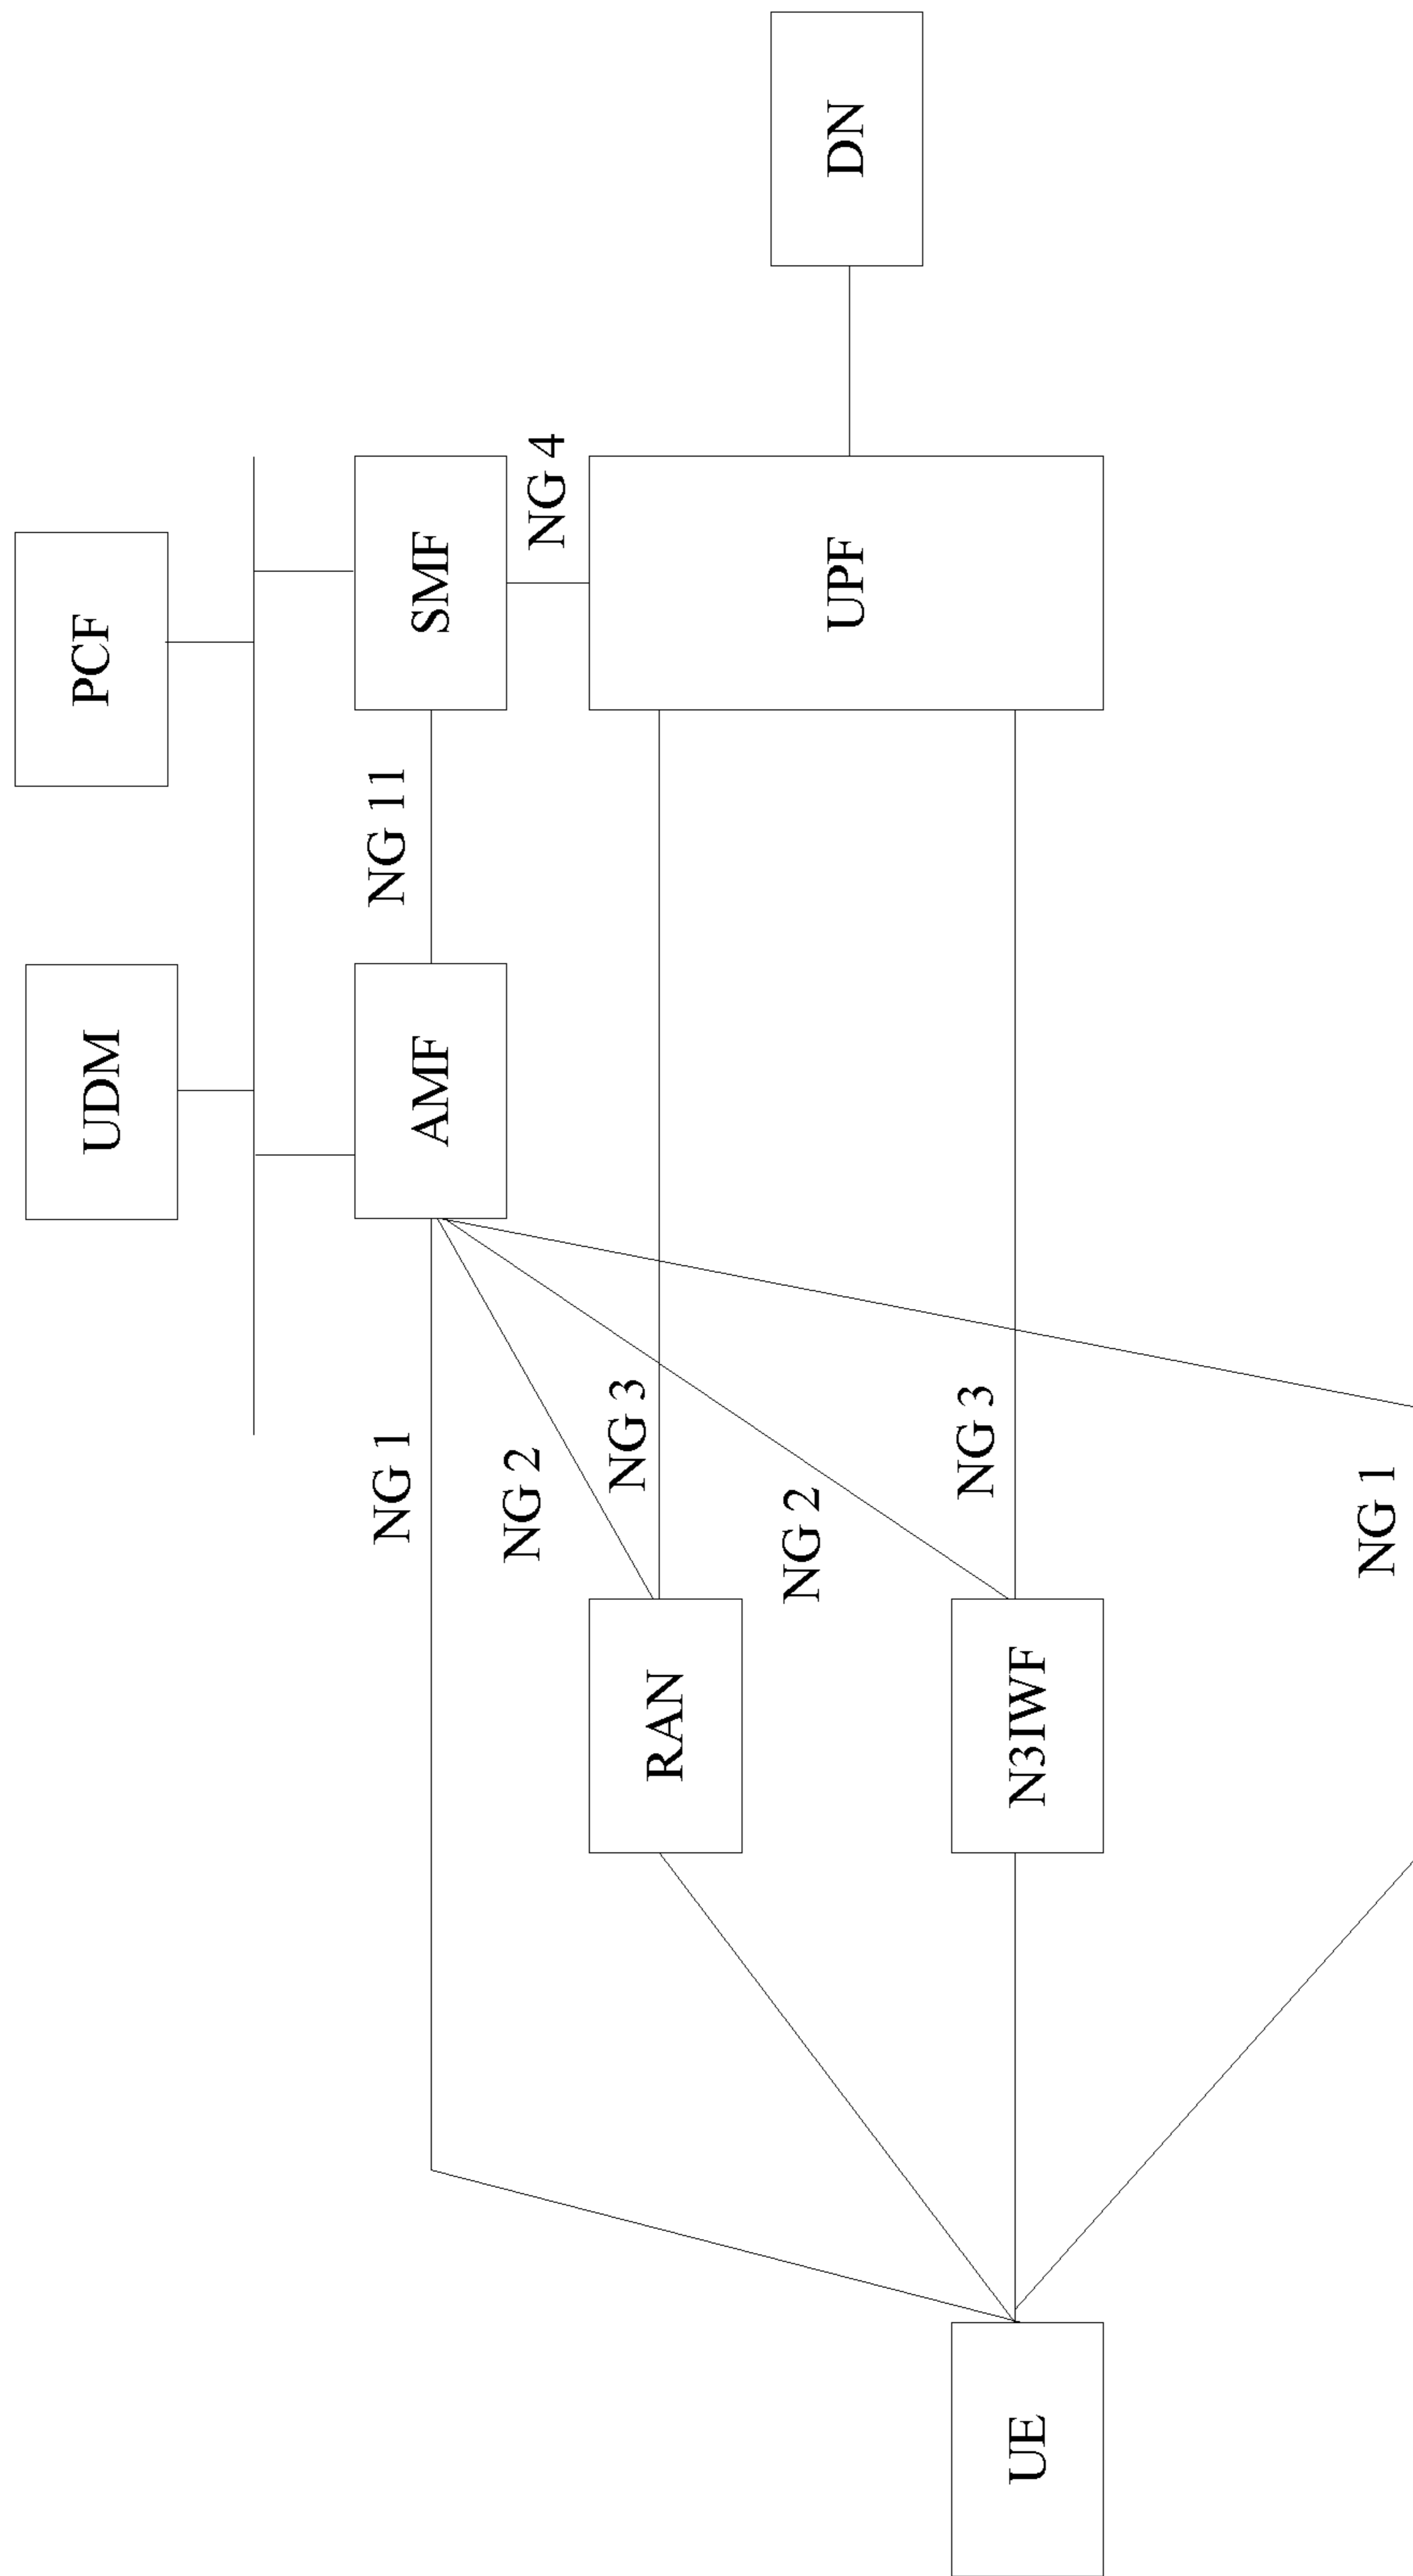 UDM
PCF
AMF
NG 11
SMF
NG 1
NG 4
NG 2
NG 3
RAN
NG 2
UPF
DN
NG 3
UE
N3IWF
NG 1